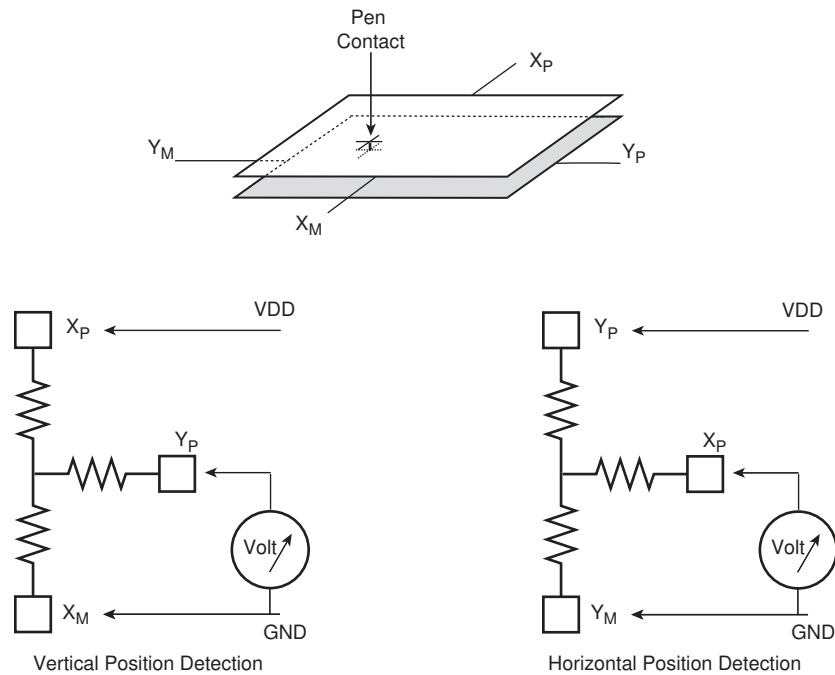 Pen
Contact
X_P
Y_M
Y_P
X_M
X_P
VDD
Y_P
Volt
X_M
GND
Vertical Position Detection
Y_P
VDD
X_P
Volt
Y_M
GND
Horizontal Position Detection